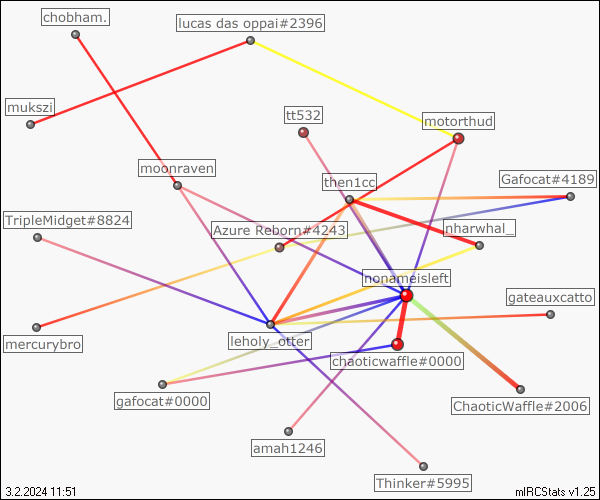 chobham.
lucas das oppai#2396
mukszi
tt532
motorthud
moonraven
then1cc
Gafocat#4189
TripleMidget#8824
Azure Reborn#4243
nharwhal_
nonameisleft
gateauxcatto
mercurybro
leholy_otter
chaoticwaffle#0000
gafocat#0000
ChaoticWaffle#2006
amah1246
Thinker#5995
3.2.2024 11:51
mIRCStats v1.25